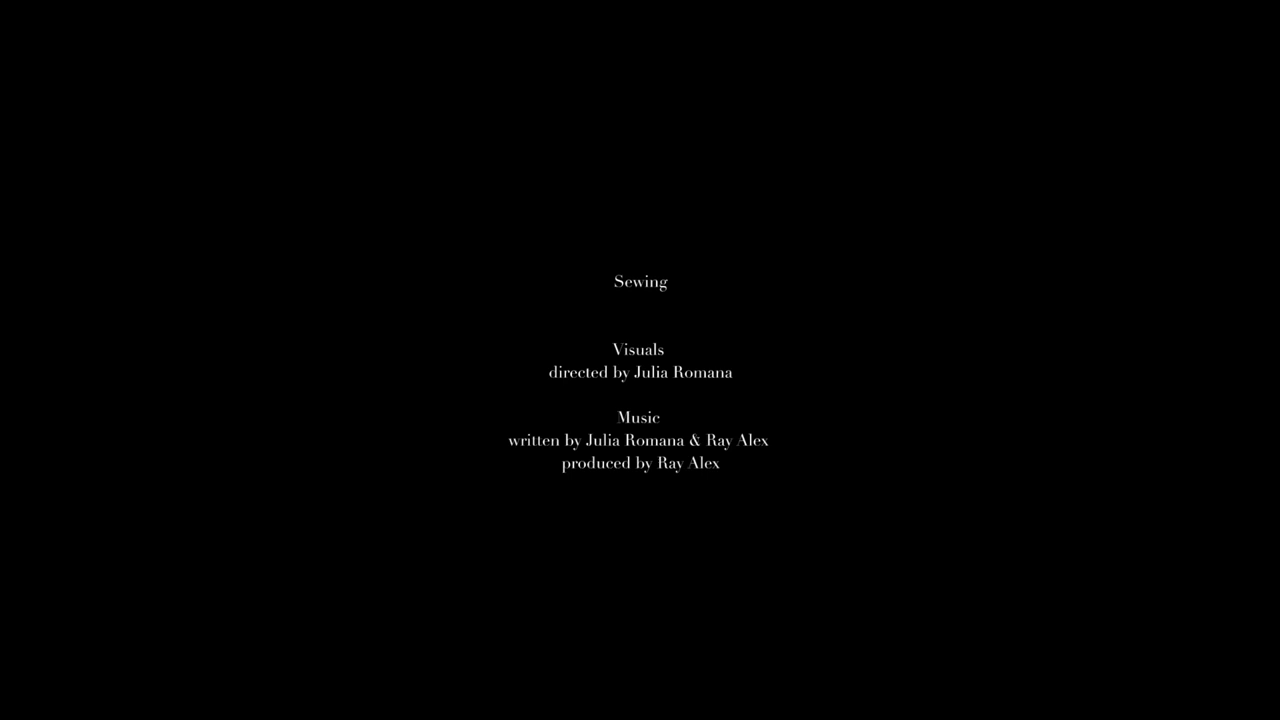 Sewing
Visuals
directed by Julia Romana
Music
written by Julia Romana & Ray Alex
produced by Ray Alex